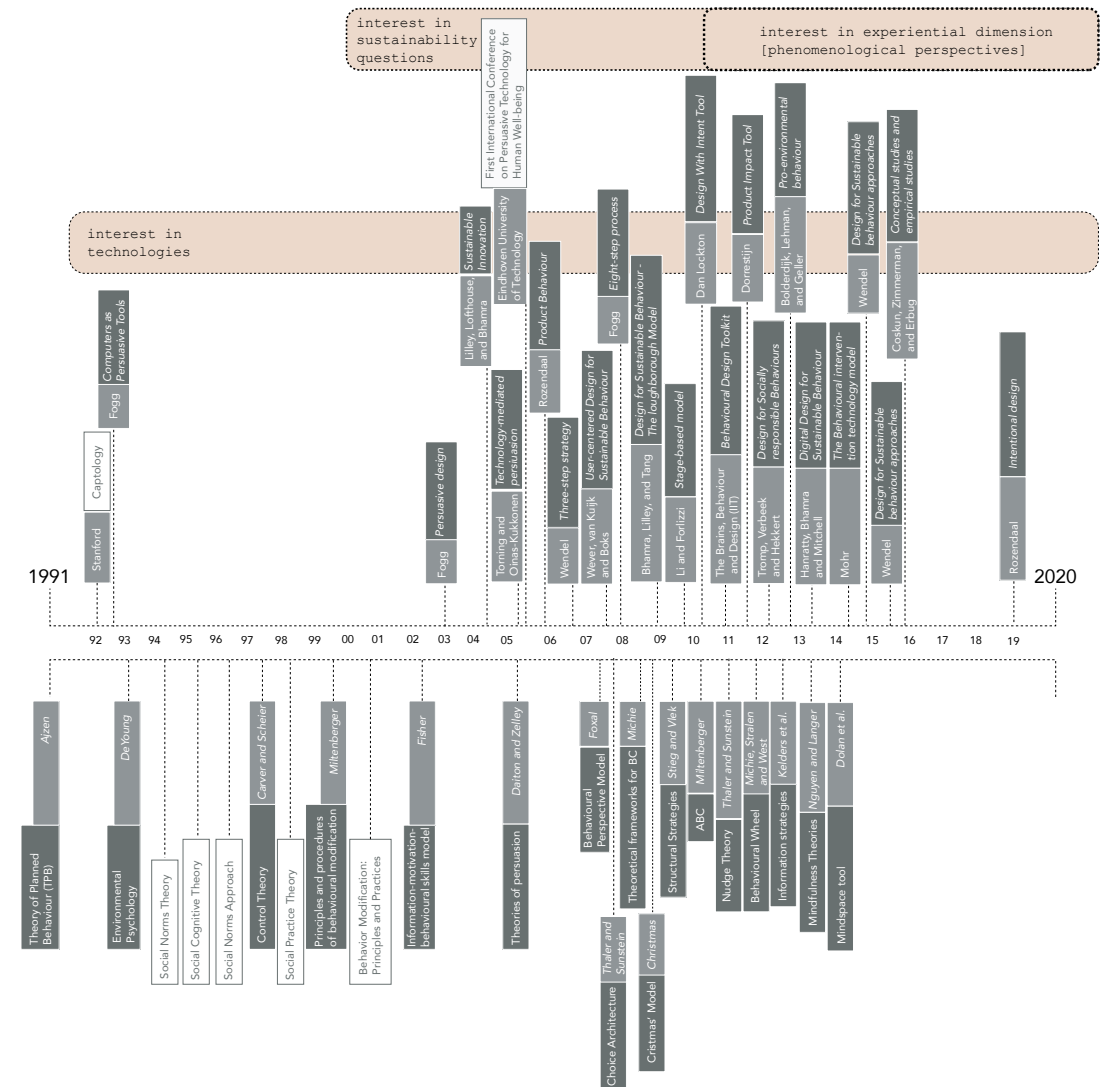 interest in
sustainability
questions
interest in experiential dimension
[phenomenological perspectives]
First International Conference
on Persuasive Technology for
Human Well-being
Eindhoven University
of Technology
interest in
technologies
Captology
Stanford
Computers as
Persuasive Tools
Fogg
Persuasive design
Fogg
Sustainable
Innovation
Lilley, Lofthouse,
and Bhamra
Technology-mediated
persiuasion
Torning and
Oinas-Kukkonen
Product Behaviour
Rozendaal
Three-step strategy
Wendel
User-centered Design for
Sustainable Behaviour
Wever, van Kuijk
and Boks
Eight-step process
Fogg
Design for Sustainable Behaviour -
The loughborough Model
Bhamra, Lilley, and Tang
Stage-based model
Li and Forlizzi
Design With Intent Tool
Dan Lockton
Behavioural Design Toolkit
The Brains, Behaviour
and Design (IIT)
Product Impact Tool
Dorrestijn
Design for Socially
responsible Behaviours
Tromp, Verbeek
and Hekkert
Pro-environmental
behaviour
Bolderdijk, Lehman,
and Geller
Digital Design for
Sustainable Behaviour
Hanratty, Bhamra
and Mitchell
The Behavioural interven-
tion technology model
Mohr
Design for Sustainable
behaviour approaches
Wendel
Design for Sustainable
behaviour approaches
Wendel
Conceptual studies and
empirical studies
Coskun, Zimmerman,
and Erbug
Intentional design
Rozendaal
1991
2020
92 93 94 95 96 97 98 99 00 01 02 03 04 05 06 07 08 09 10 11 12 13 14 15 16 17 18 19
Ajzen
Theory of Planned
Behaviour (TPB)
DeYoung
Environmental
Psychology
Social Norms Theory
Social Cognitive Theory
Social Norms Approach
Carver and Scheier
Control Theory
Social Practice Theory
Miltenberger
Principles and procedures
of behavioural modification
Behavior Modification:
Principles and Practices
Fisher
Information-motivation-
behavioural skills model
Daiton and Zelley
Theories of persuasion
Foxal
Behavioural
Perspective Model
Thaler and
Sunstein
Choice Architecture
Michie
Theoretical frameworks for BC
Christmas
Cristmas' Model
Stieg and Vlek
Structural Strategies
Miltenberger
ABC
Thaler and Sunstein
Nudge Theory
Michie, Stralen
and West
Behavioural Wheel
Kelders et al.
Information strategies
Nguyen and Langer
Mindfulness Theories
Dolan et al.
Mindspace tool